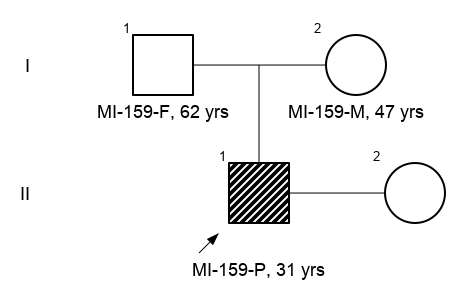 1 2
I
MI-159-F, 62 yrs MI-159-M, 47 yrs
1 2
II
MI-159-P, 31 yrs